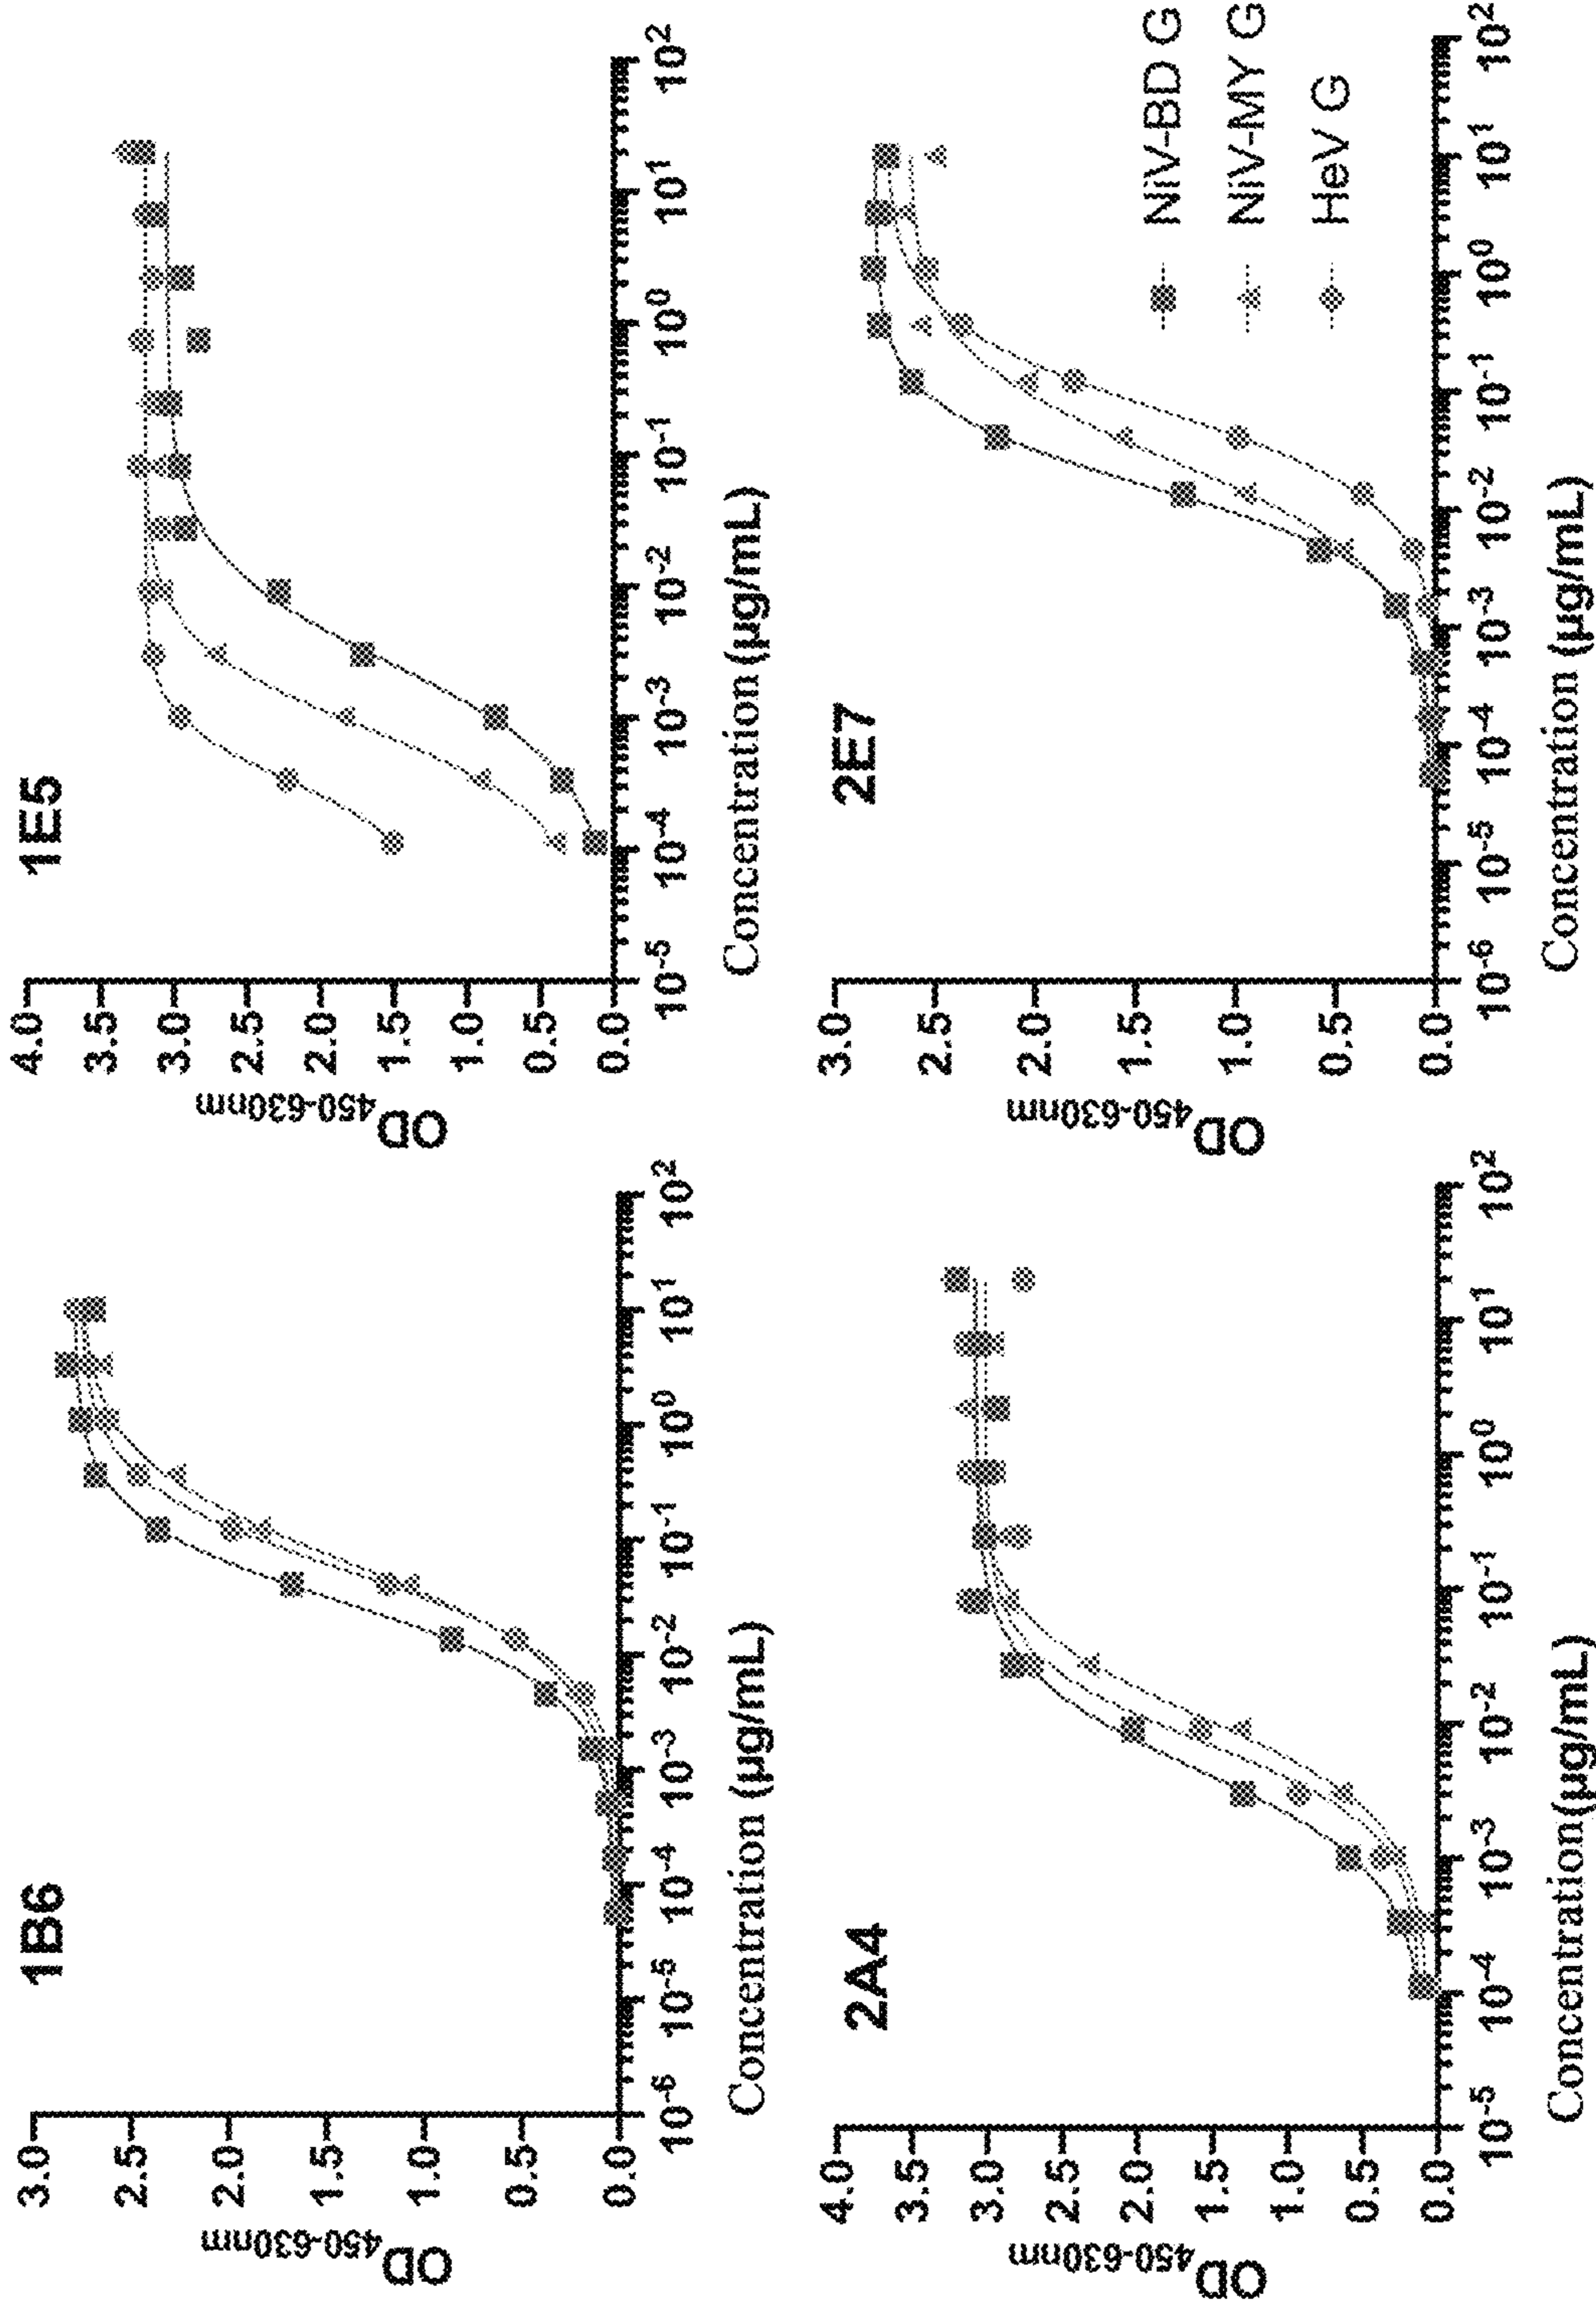 1B6
OD450-630nm
3.0
2.5
2.0
1.5
1.0
0.5
0.0
10-6 10-5 10-4 10-3 10-2 10-1 100 101 102
Concentration (μg/mL)
1E5
OD450-630nm
4.0
3.5
3.0
2.5
2.0
1.5
1.0
0.5
0.0
10-5 10-4 10-3 10-2 10-1 100 101 102
Concentration (μg/mL)
2A4
OD450-630nm
4.0
3.5
3.0
2.5
2.0
1.5
1.0
0.5
0.0
10-5 10-4 10-3 10-2 10-1 100 101 102
Concentration(μg/mL)
2E7
OD450-630nm
3.0
2.5
2.0
1.5
1.0
0.5
0.0
10-6 10-5 10-4 10-3 10-2 10-1 100 101 102
Concentration (μg/mL)
NiV-BD G
NiV-MY G
HeV G